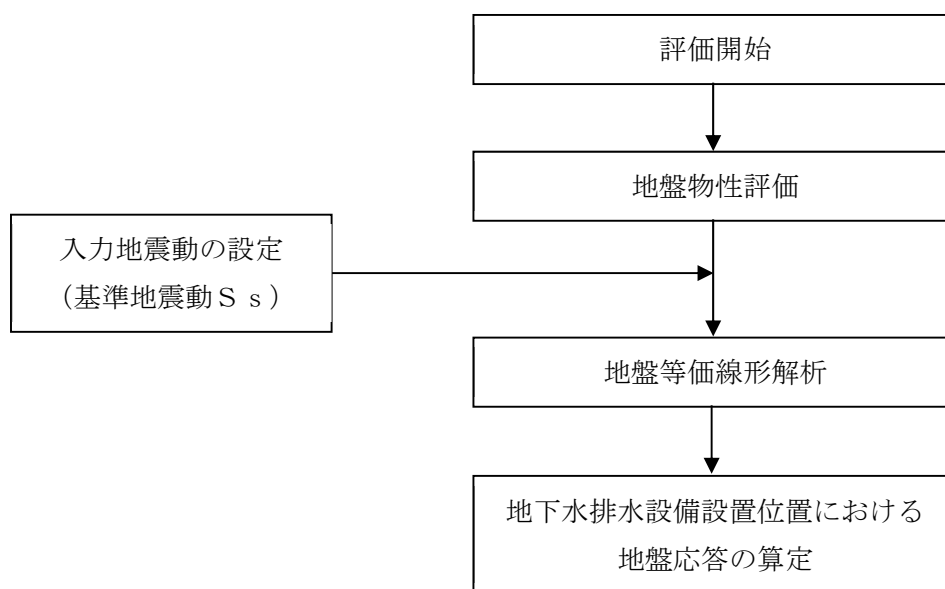 評価開始
地盤物性評価
入力地震動の設定
（基準地震動Ｓｓ）
地盤等価線形解析
地下水排水設備設置位置における
地盤応答の算定